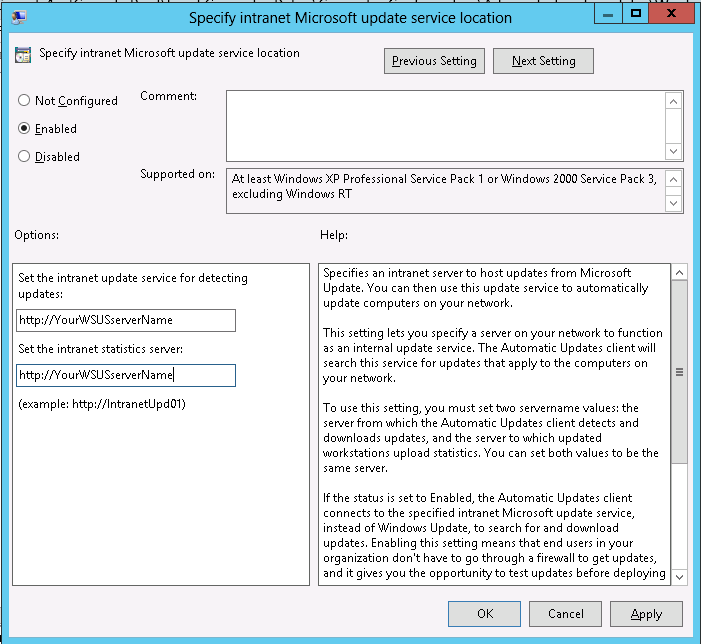 Specify intranet Microsoft update service location
X
Specify intranet Microsoft update service location
Previous Setting
Next Setting
Not Configured
Enabled
Disabled
Comment:
Supported on:
At least Windows XP Professional Service Pack 1 or Windows 2000 Service Pack 3,
excluding Windows RT
Options:
Help:
Set the intranet update service for detecting
updates:
http://YourWSUSserverName
Set the intranet statistics server:
http://YourWSUSserverName
(example: http://IntranetUpd01)
Specifies an intranet server to host updates from Microsoft
Update. You can then use this update service to automatically
update computers on your network.
This setting lets you specify a server on your network to function
as an internal update service. The Automatic Updates client will
search this service for updates that apply to the computers on
your network.
To use this setting, you must set two servername values: the
server from which the Automatic Updates client detects and
downloads updates, and the server to which updated
workstations upload statistics. You can set both values to be the
same server.
If the status is set to Enabled, the Automatic Updates client
connects to the specified intranet Microsoft update service,
instead of Windows Update, to search for and download
updates. Enabling this setting means that end users in your
organization don't have to go through a firewall to get updates,
and it gives you the opportunity to test updates before deploying
OK
Cancel
Apply